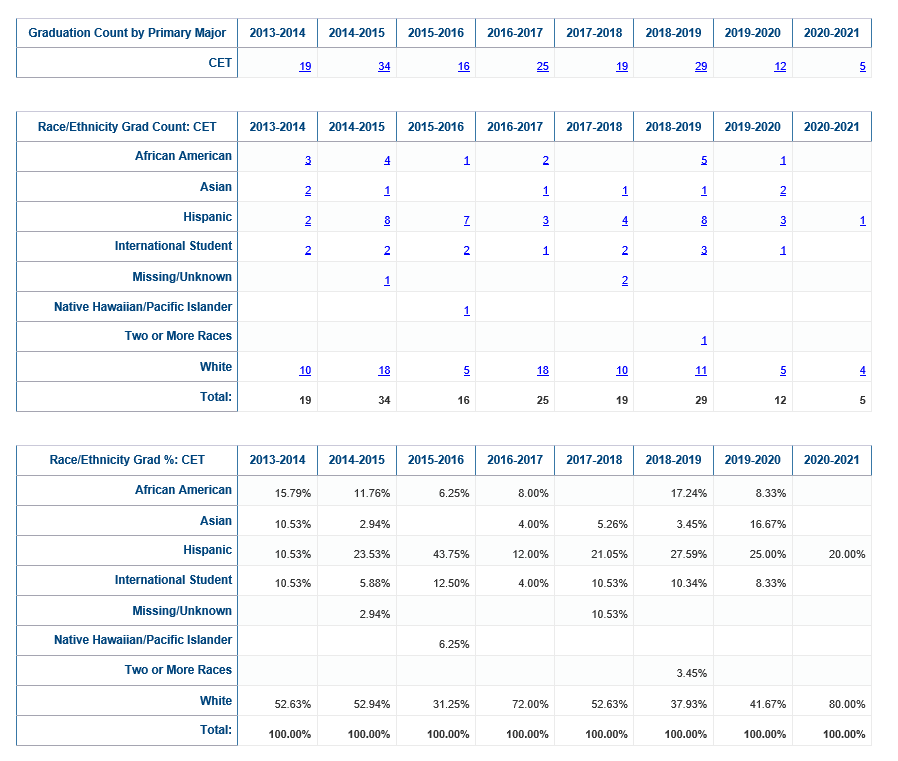 Graduation Count by Primary Major 2013-2014 2014-2015 2015-2016 2016-2017 2017-2018 2018-2019 2019-2020 2020-2021
CET 19 34 16 25 19 29 12 5
Race/Ethnicity Grad Count: CET 2013-2014 2014-2015 2015-2016 2016-2017 2017-2018 2018-2019 2019-2020 2020-2021
African American 3 4 1 2 5 1
Asian 2 1 1 1 1 2
Hispanic 2 8 7 3 4 8 3 1
International Student 2 2 2 1 2 3 1
Missing/Unknown 1 2
Native Hawaiian/Pacific Islander 1
Two or More Races 1
White 10 18 5 18 10 11 5 4
Total: 19 34 16 25 19 29 12 5
Race/Ethnicity Grad %: CET 2013-2014 2014-2015 2015-2016 2016-2017 2017-2018 2018-2019 2019-2020 2020-2021
African American 15.79% 11.76% 6.25% 8.00% 17.24% 8.33%
Asian 10.53% 2.94% 4.00% 5.26% 3.45% 16.67%
Hispanic 10.53% 23.53% 43.75% 12.00% 21.05% 27.59% 25.00% 20.00%
International Student 10.53% 5.88% 12.50% 4.00% 10.53% 10.34% 8.33%
Missing/Unknown 2.94% 10.53%
Native Hawaiian/Pacific Islander 6.25%
Two or More Races 3.45%
White 52.63% 52.94% 31.25% 72.00% 52.63% 37.93% 41.67% 80.00%
Total: 100.00% 100.00% 100.00% 100.00% 100.00% 100.00% 100.00% 100.00%